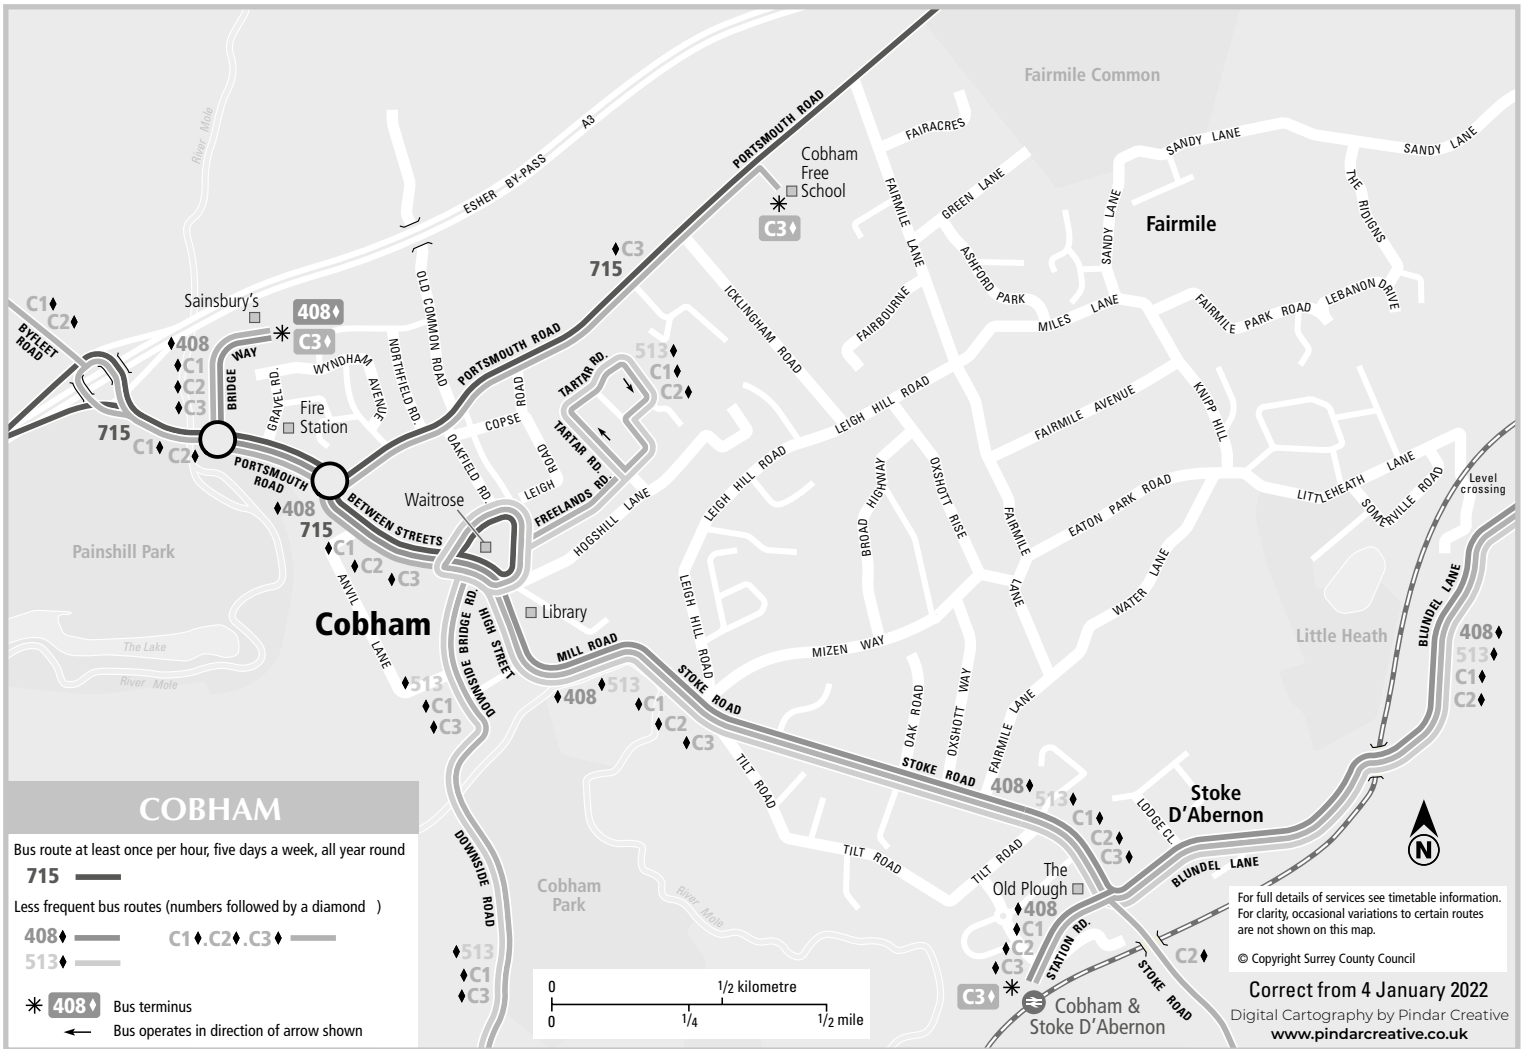 Fairmile Common
River Mole
A3
ESHER BY-PASS
PORTSMOUTH ROAD
FAIRACRES
SANDY LANE
SANDY LANE
Cobham
Free
School
C3♦
FAIRMILE LANE
GREEN LANE
SANDY LANE
THE RIDIGNS
Fairmile
♦C3
715
ASHFORD PARK
C1♦
C2♦
BYFLEET
ROAD
Sainsbury's
408♦
C3♦
OLD COMMON ROAD
ICKLINGHAM ROAD
FAIRBOURNE
MILES LANE
FAIRMILE PARK ROAD
LEBANON DRIVE
♦408
♦C1
♦C2
♦C3
BRIDGE WAY
WYNDHAM AVENUE
NORTHFIELD RD.
PORTSMOUTH ROAD
TARTAR RD.
513♦
C1♦
C2♦
GRAVEL RD.
Fire
Station
COPSE ROAD
LEIGH HILL ROAD
FAIRMILE AVENUE
KNIPP HILL
715
C1♦
C2♦
PORTSMOUTH
ROAD
OAKFIELD RD.
TARTAR RD.
LEIGH ROAD
FREELANDS RD.
HOGSHILL LANE
LEIGH HILL ROAD
BROAD HIGHWAY
OXSHOTT RISE
FAIRMILE LANE
EATON PARK ROAD
LITTLEHEATH LANE
SOMERVILLE ROAD
Level
crossing
♦408
715
♦C1
♦C2
♦C3
BETWEEN STREETS
Waitrose
Painshill Park
ANVIL LANE
Cobham
Library
DOWNSIDE BRIDGE RD.
HIGH STREET
MILL ROAD
LEIGH HILL ROAD
MIZEN WAY
WATER LANE
BLUNDEL LANE
Little Heath
408♦
513♦
C1♦
C2♦
The Lake
River Mole
♦513
♦C1
♦C3
♦408
♦513
♦C1
♦C2
♦C3
STOKE ROAD
OAK ROAD
OXSHOTT WAY
FAIRMILE LANE
TILT ROAD
STOKE ROAD
408♦
513♦
C1♦
C2♦
C3♦
LODGE CL.
Stoke
D'Abernon
BLUNDEL LANE
TILT ROAD
TILT ROAD
The
Old Plough
♦408
♦C1
♦C2
♦C3
STATION RD.
C3♦
Cobham &
Stoke D'Abernon
STOKE ROAD
C2♦
DOWNSIDE ROAD
Cobham
Park
River Mole
♦513
♦C1
♦C3
N
COBHAM
Bus route at least once per hour, five days a week, all year round
715
Less frequent bus routes (numbers followed by a diamond )
408♦ C1♦.C2♦.C3♦
513♦
408♦ Bus terminus
Bus operates in direction of arrow shown
0 1/2 kilometre
0 1/4 1/2 mile
For full details of services see timetable information.
For clarity, occasional variations to certain routes
are not shown on this map.
© Copyright Surrey County Council
Correct from 4 January 2022
Digital Cartography by Pindar Creative
www.pindarcreative.co.uk